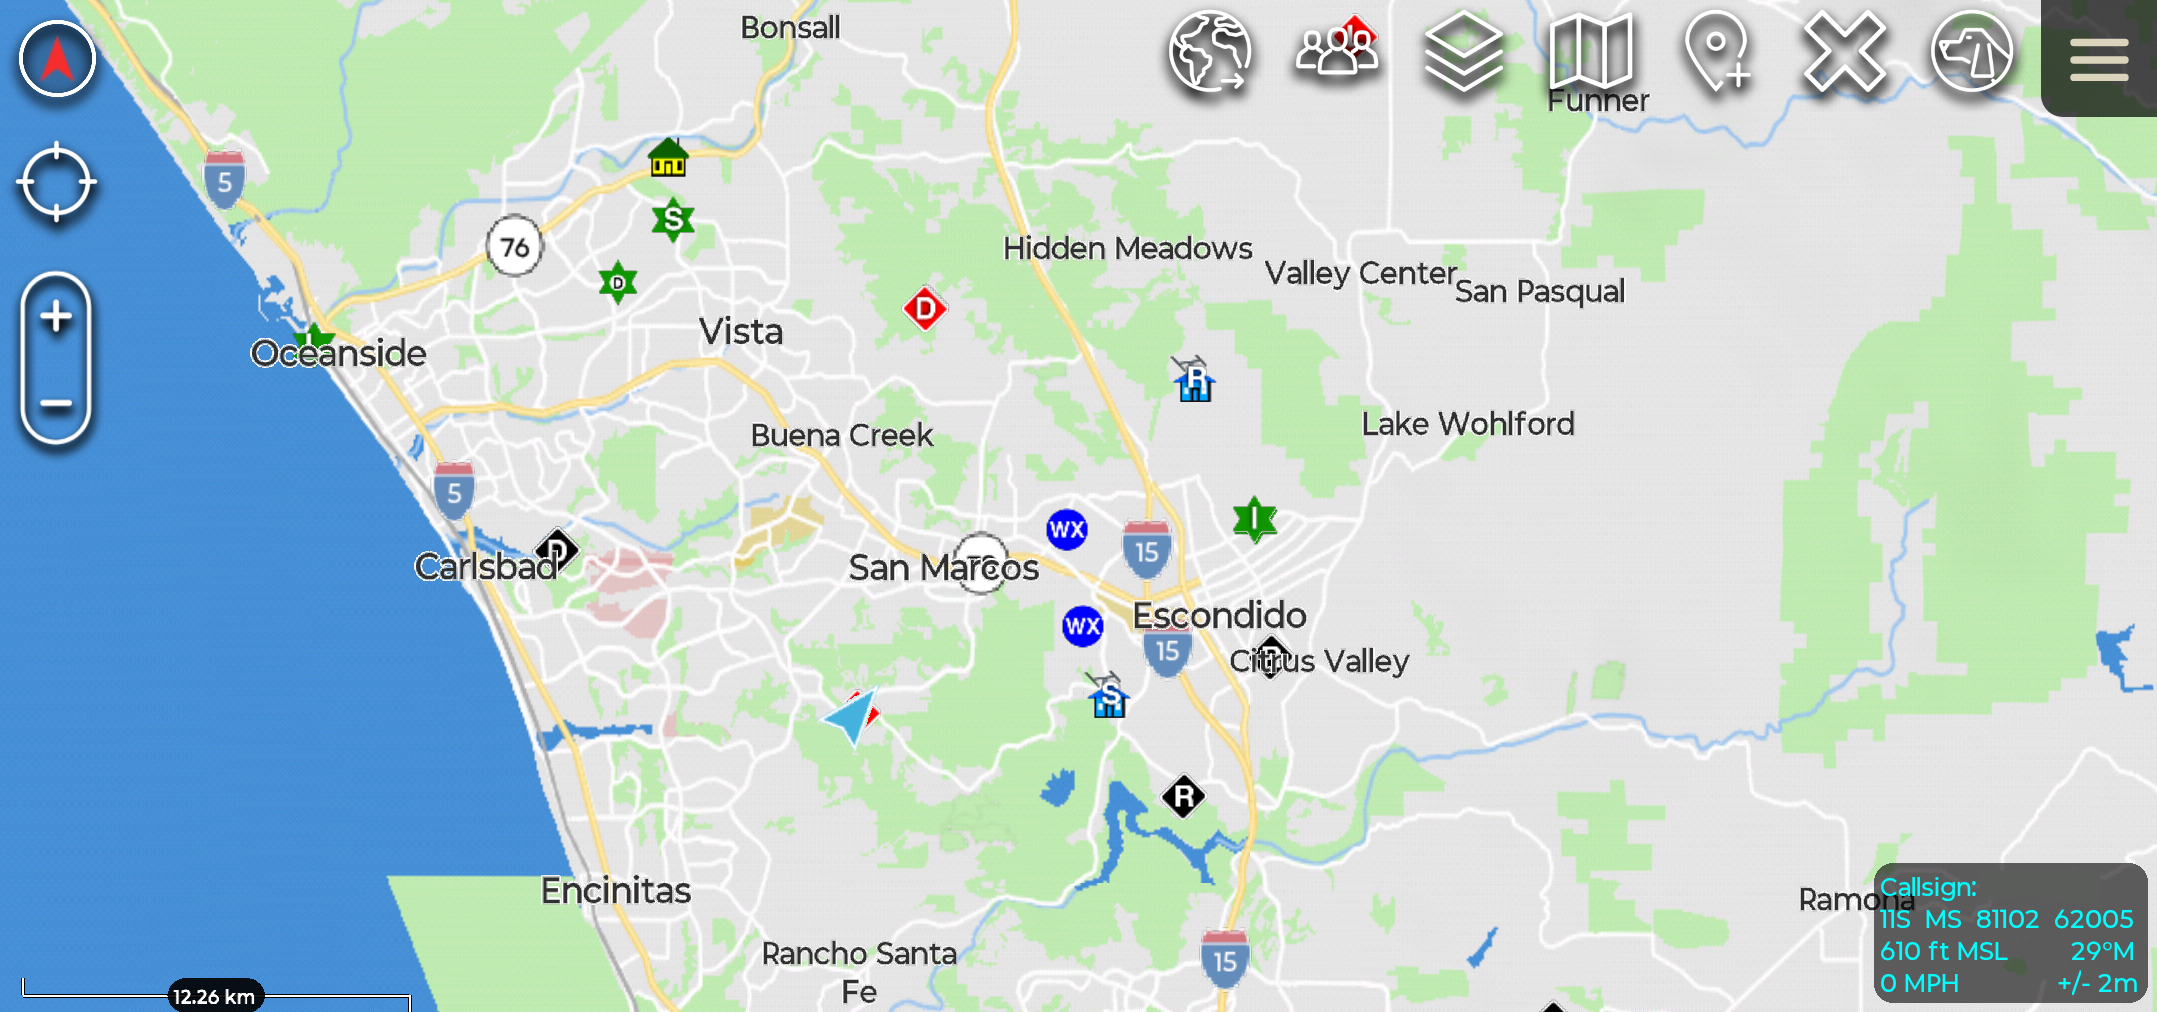 Bonsall
Funner
5
S
76
Hidden Meadows
Valley Center
San Pasqual
D
D
Vista
L
Oceanside
R
Lake Wohlford
Buena Creek
5
WX
I
15
D
Carlsbad
San Marcos
Escondido
WX
15
Citrus Valley
S
R
Encinitas
Ramona
Rancho Santa
Fe
15
12.26 km
Callsign:
11S MS 81102 62005
610 ft MSL 29°M
0 MPH +/- 2m